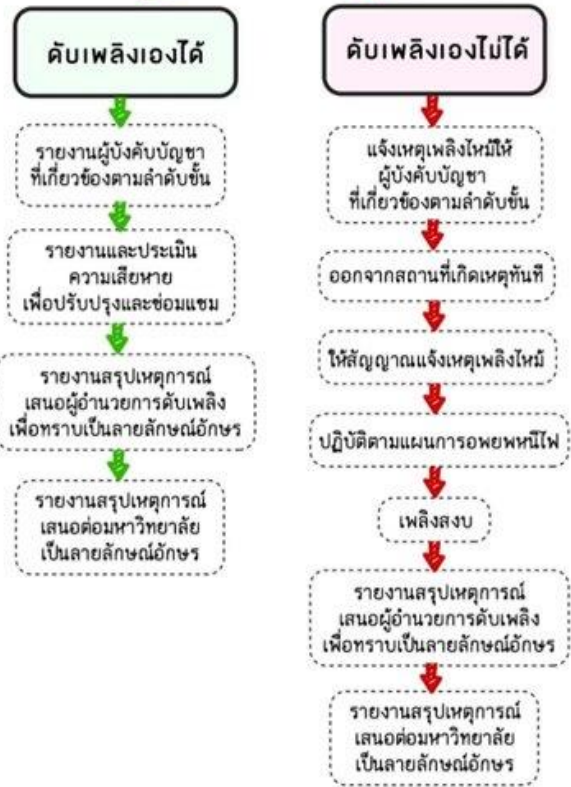 ดับเพลิงเองได้
รายงานผู้บังคับบัญชา
ที่เกี่ยวข้องตามลำดับขั้น
รายงานและประเมิน
ความเสียหาย
เพื่อปรับปรุงและซ่อมแซม
รายงานสรุปเหตุการณ์
เสนอผู้อำนวยการดับเพลิง
เพื่อทราบเป็นลายลักษณ์อักษร
รายงานสรุปเหตุการณ์
เสนอต่อมหาวิทยาลัย
เป็นลายลักษณ์อักษร
ดับเพลิงเองไม่ได้
แจ้งเหตุเพลิงไหม้ให้
ผู้บังคับบัญชา
ที่เกี่ยวข้องตามลำดับขั้น
ออกจากสถานที่เกิดเหตุทันที
ให้สัญญาณแจ้งเหตุเพลิงไหม้
ปฏิบัติตามแผนการอพยพหนีไฟ
เพลิงสงบ
รายงานสรุปเหตุการณ์
เสนอผู้อำนวยการดับเพลิง
เพื่อทราบเป็นลายลักษณ์อักษร
รายงานสรุปเหตุการณ์
เสนอต่อมหาวิทยาลัย
เป็นลายลักษณ์อักษร